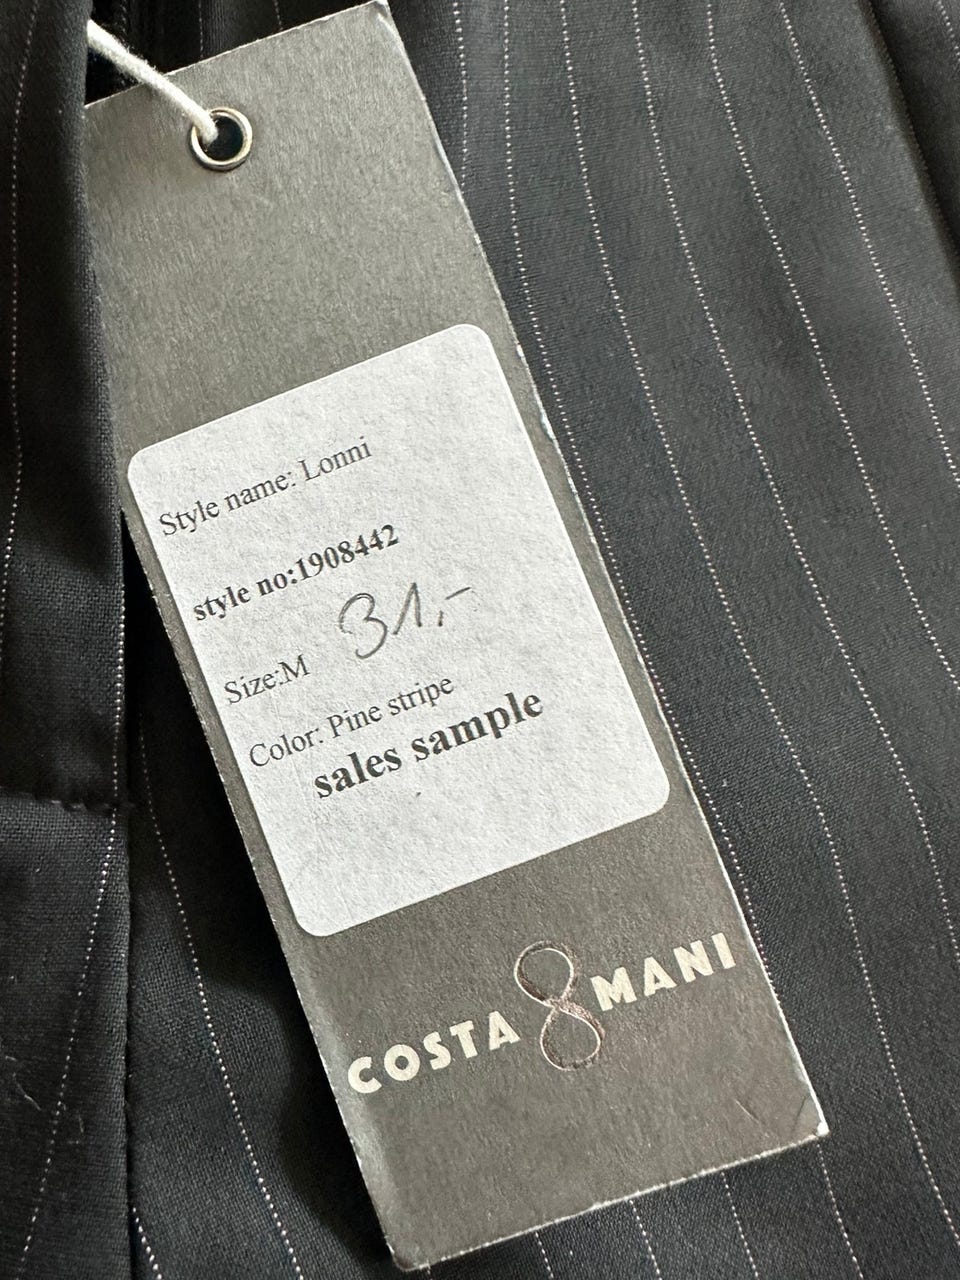 Style name: Lonni
style no:1908442
31,-
Size:M
Color: Pine stripe
sales sample
COSTA 8 MANI